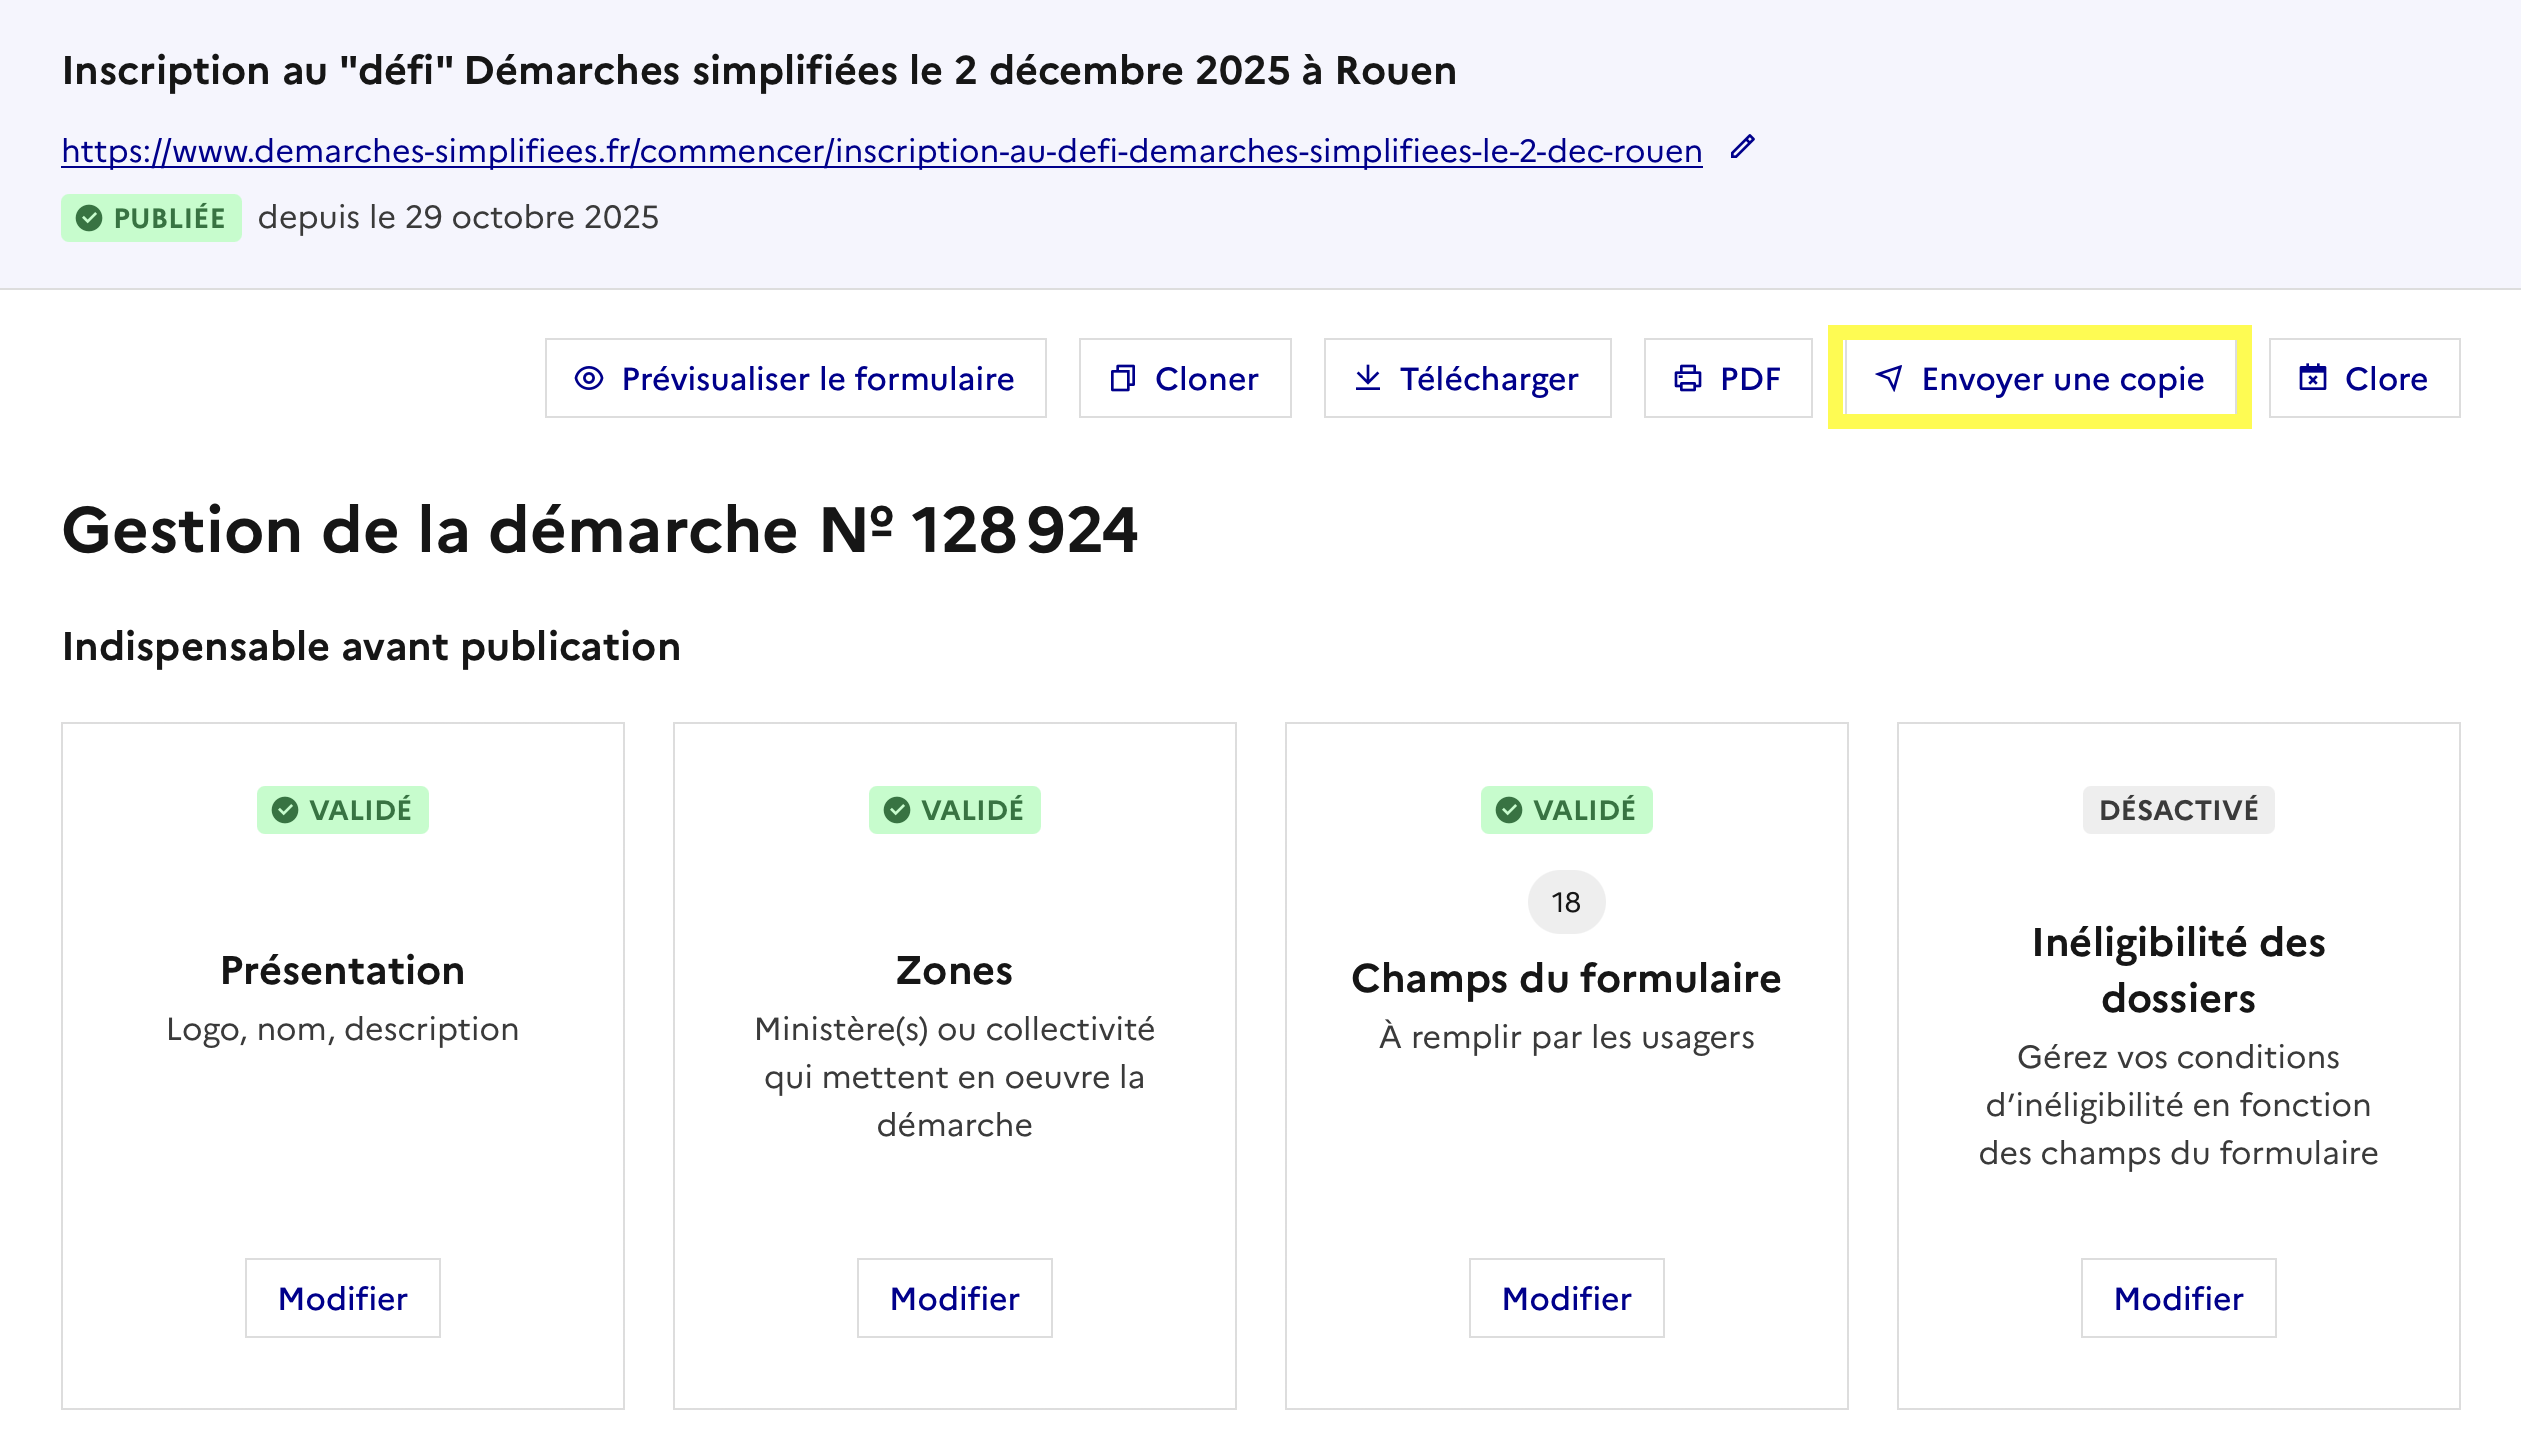 Inscription au "défi" Démarches simplifiées le 2 décembre 2025 à Rouen
https://www.demarches-simplifiees.fr/commencer/inscription-au-defi-demarches-simplifiees-le-2-dec-rouen
PUBLIÉE depuis le 29 octobre 2025
Prévisualiser le formulaire
Cloner
Télécharger
PDF
Envoyer une copie
Clore
Gestion de la démarche Nº 128 924
Indispensable avant publication
VALIDÉ
Présentation
Logo, nom, description
Modifier
VALIDÉ
Zones
Ministère(s) ou collectivité
qui mettent en oeuvre la
démarche
Modifier
VALIDÉ
18
Champs du formulaire
À remplir par les usagers
Modifier
DÉSACTIVÉ
Inéligibilité des
dossiers
Gérez vos conditions
d’inéligibilité en fonction
des champs du formulaire
Modifier